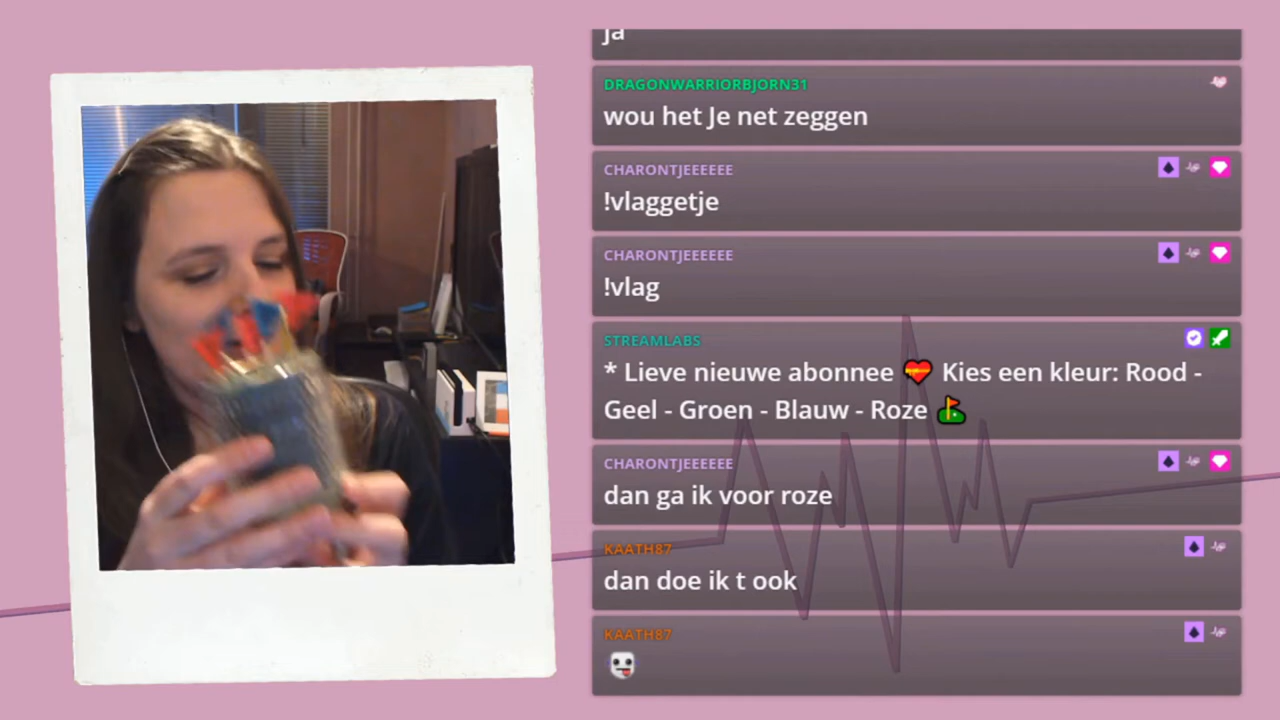 ja
DRAGONWARRIORBJORN31
wou het Je net zeggen
CHARONTJEEEEEE
!vlaggetje
CHARONTJEEEEEE
!vlag
STREAMLABS
* Lieve nieuwe abonnee 💝 Kies een kleur: Rood -
Geel - Groen - Blauw - Roze ⛳
CHARONTJEEEEEE
dan ga ik voor roze
KAATH87
dan doe ik t ook
KAATH87